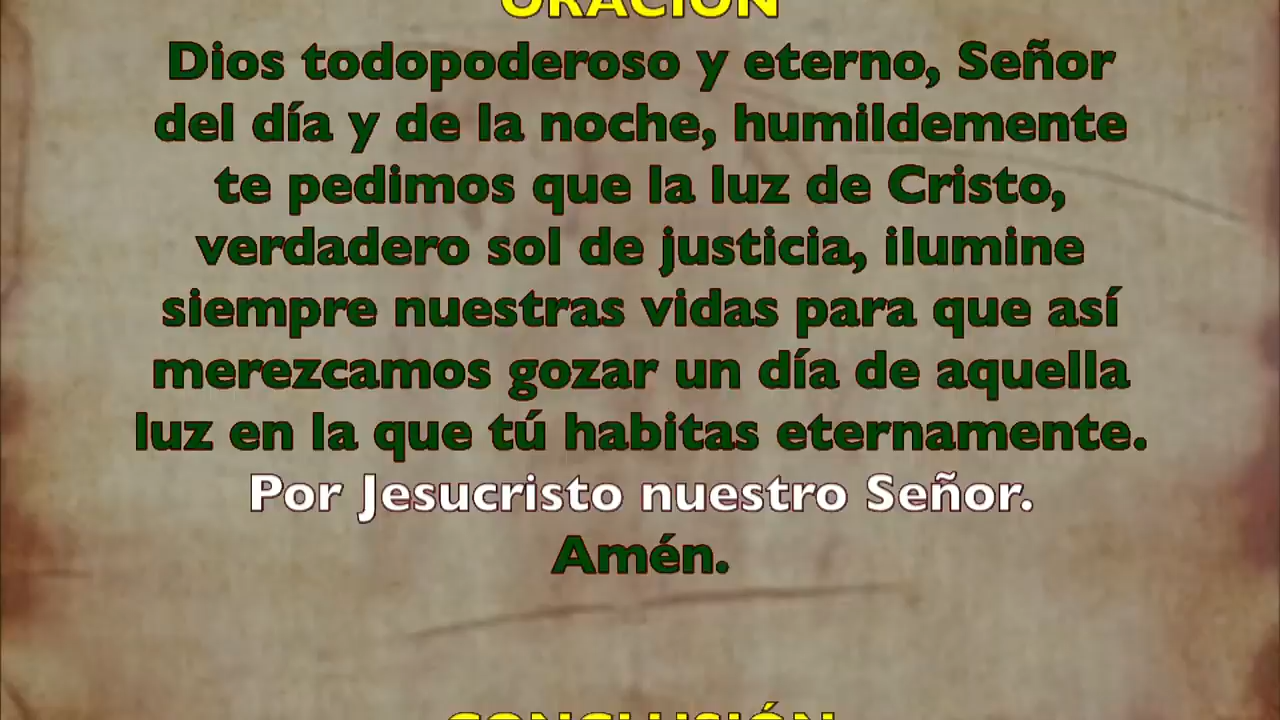 ORACIÓN
Dios todopoderoso y eterno, Señor
del día y de la noche, humildemente
te pedimos que la luz de Cristo,
verdadero sol de justicia, ilumine
siempre nuestras vidas para que así
merezcamos gozar un día de aquella
luz en la que tú habitas eternamente.
Por Jesucristo nuestro Señor.
Amén.
CONCLUSIÓN